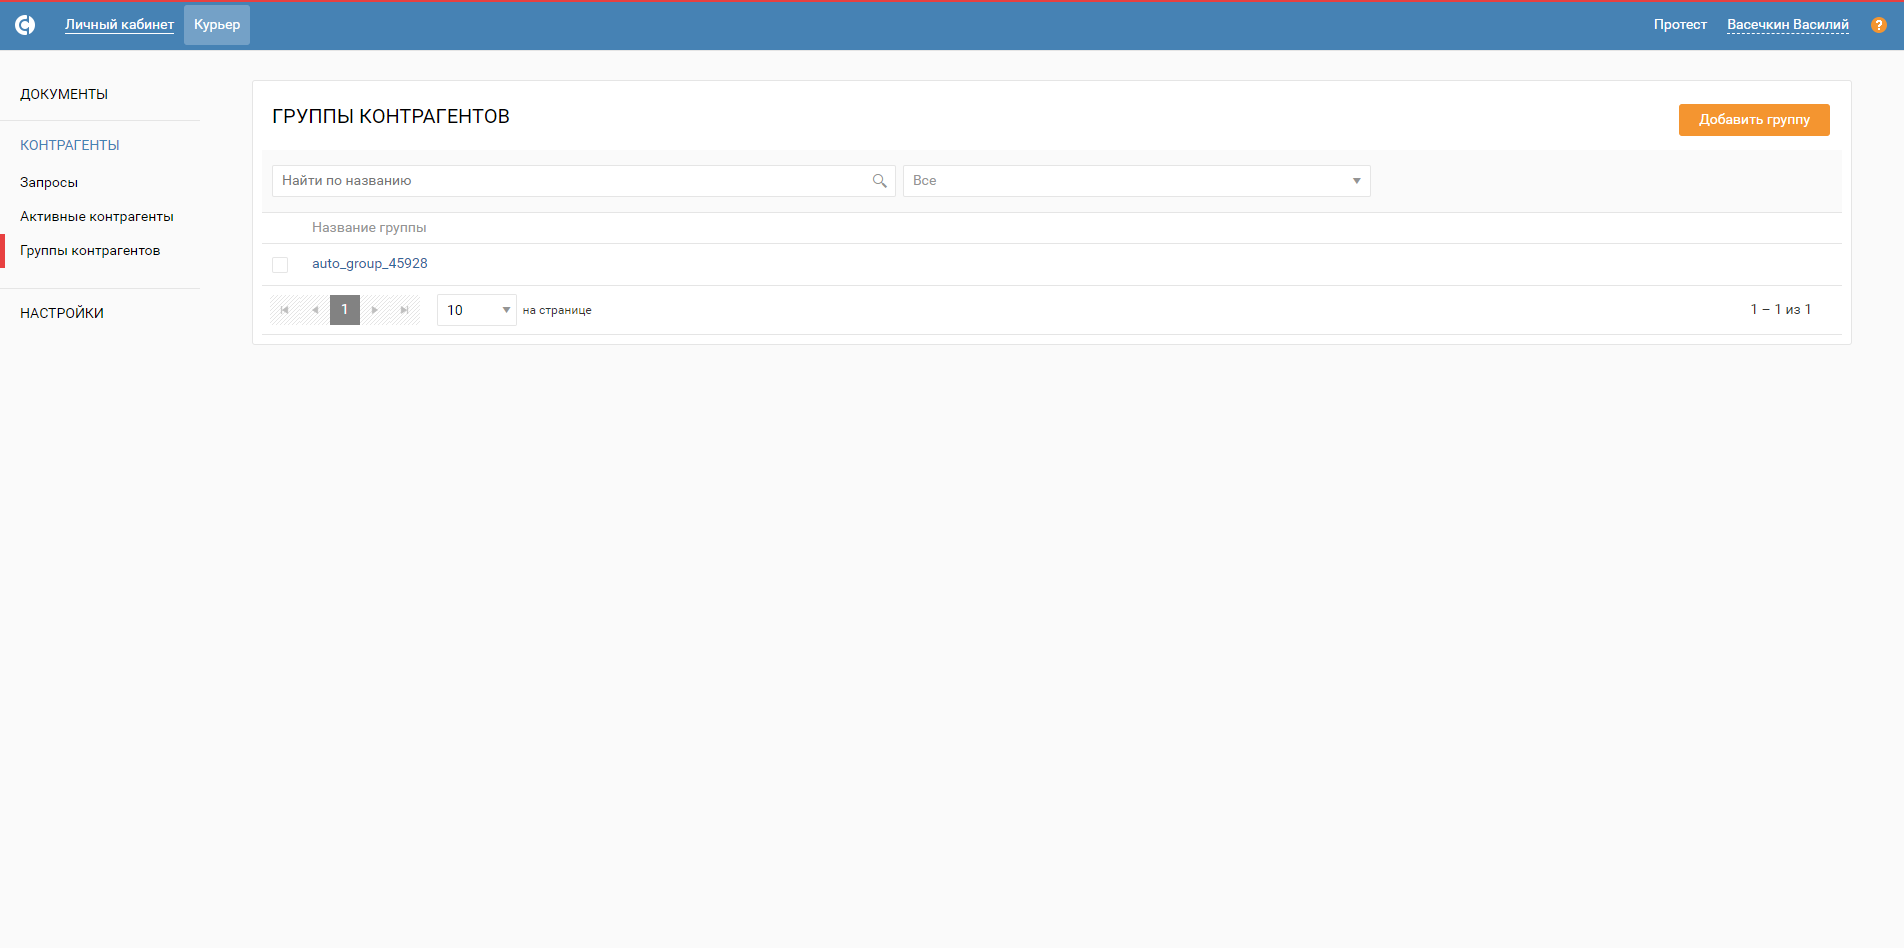 Личный кабинет Курьер Протест Васечкин Василий ?
ДОКУМЕНТЫ
КОНТРАГЕНТЫ
Запросы
Активные контрагенты
Группы контрагентов
НАСТРОЙКИ
ГРУППЫ КОНТРАГЕНТОВ
Добавить группу
Найти по названию Все
Название группы
auto_group_45928
1 10 на странице 1 – 1 из 1